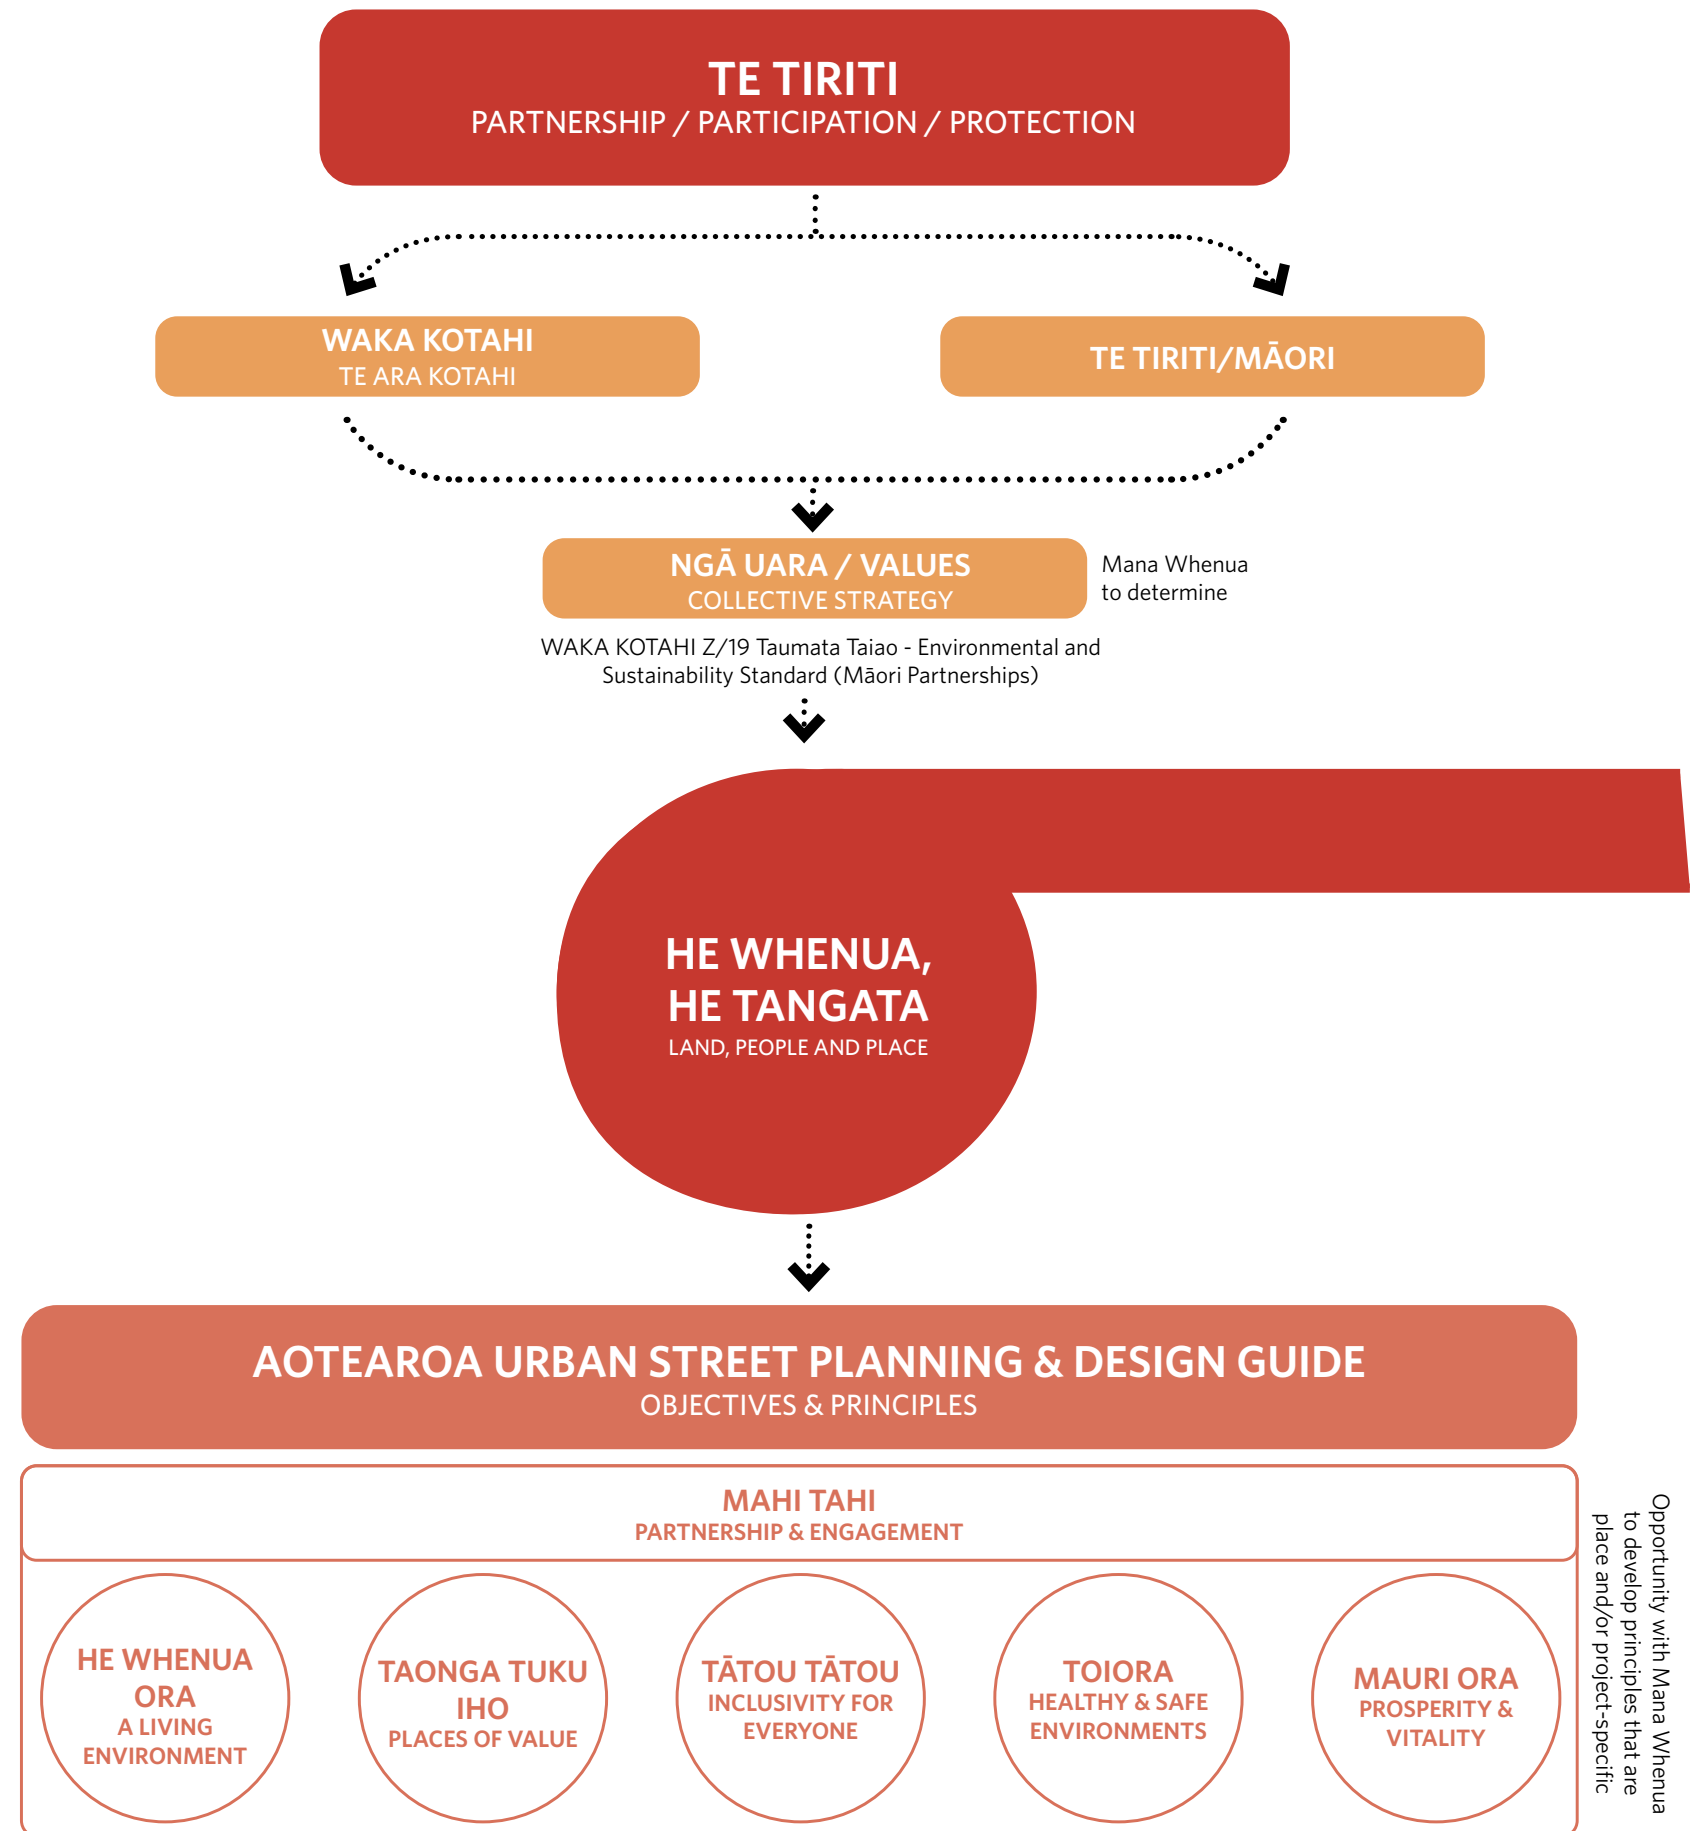 TE TIRITI
PARTNERSHIP / PARTICIPATION / PROTECTION
WAKA KOTAHI
TE ARA KOTAHI
TE TIRITI/MĀORI
NGĀ UARA / VALUES
COLLECTIVE STRATEGY
Mana Whenua
to determine
WAKA KOTAHI Z/19 Taumata Taiao - Environmental and
Sustainability Standard (Māori Partnerships)
HE WHENUA,
HE TANGATA
LAND, PEOPLE AND PLACE
AOTEAROA URBAN STREET PLANNING & DESIGN GUIDE
OBJECTIVES & PRINCIPLES
MAHI TAHI
PARTNERSHIP & ENGAGEMENT
HE WHENUA
ORA
A LIVING
ENVIRONMENT
TAONGA TUKU
IHO
PLACES OF VALUE
TĀTOU TĀTOU
INCLUSIVITY FOR
EVERYONE
TOIORA
HEALTHY & SAFE
ENVIRONMENTS
MAURI ORA
PROSPERITY &
VITALITY
Opportunity with Mana Whenua
to develop principles that are
place and/or project-specific